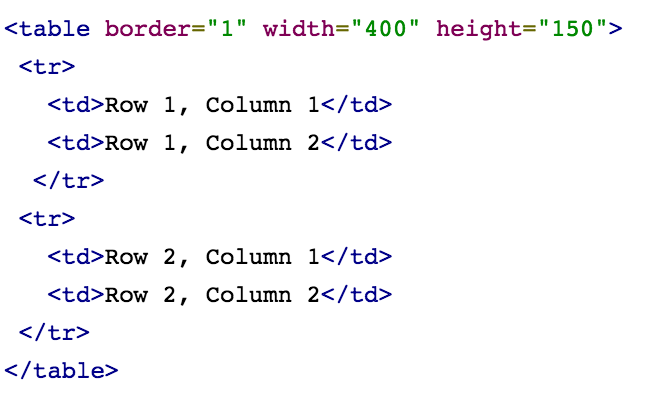 <table border="1" width="400" height="150">
 <tr>
   <td>Row 1, Column 1</td>
   <td>Row 1, Column 2</td>
  </tr>
 <tr>
   <td>Row 2, Column 1</td>
   <td>Row 2, Column 2</td>
 </tr>
</table>